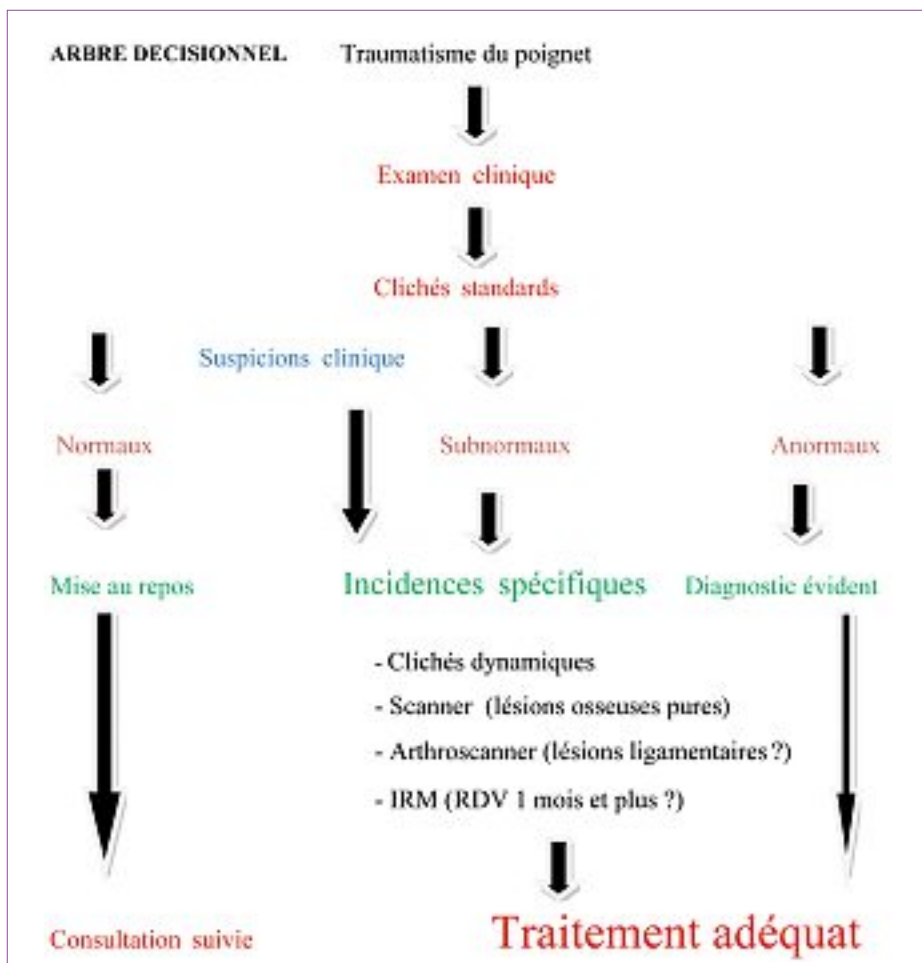 ARBRE DECISIONNEL Traumatisme du poignet
Examen clinique
Clichés standards
Suspicions clinique
Normaux Subnormaux Anormaux
Mise au repos Incidences spécifiques Diagnostic évident
- Clichés dynamiques
- Scanner (lésions osseuses pures)
- Arthroscanner (lésions ligamentaires ?)
- IRM (RDV 1 mois et plus ?)
Consultation suivie Traitement adéquat